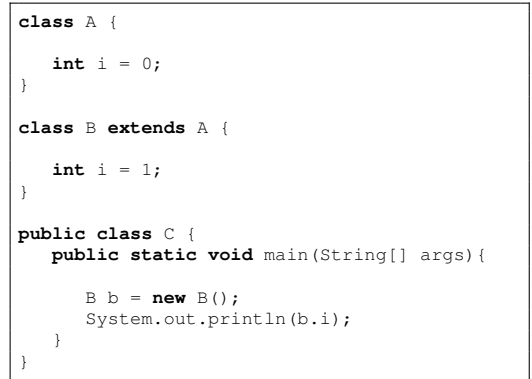 class A {
int i = 0;
}
class B extends A {
int i = 1;
}
public class C {
public static void main(String[] args){
B b = new B();
System.out.println(b.i);
}
}